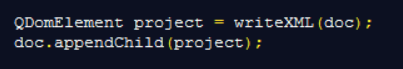 QDomElement project = writeXML(doc);
doc.appendChild(project);